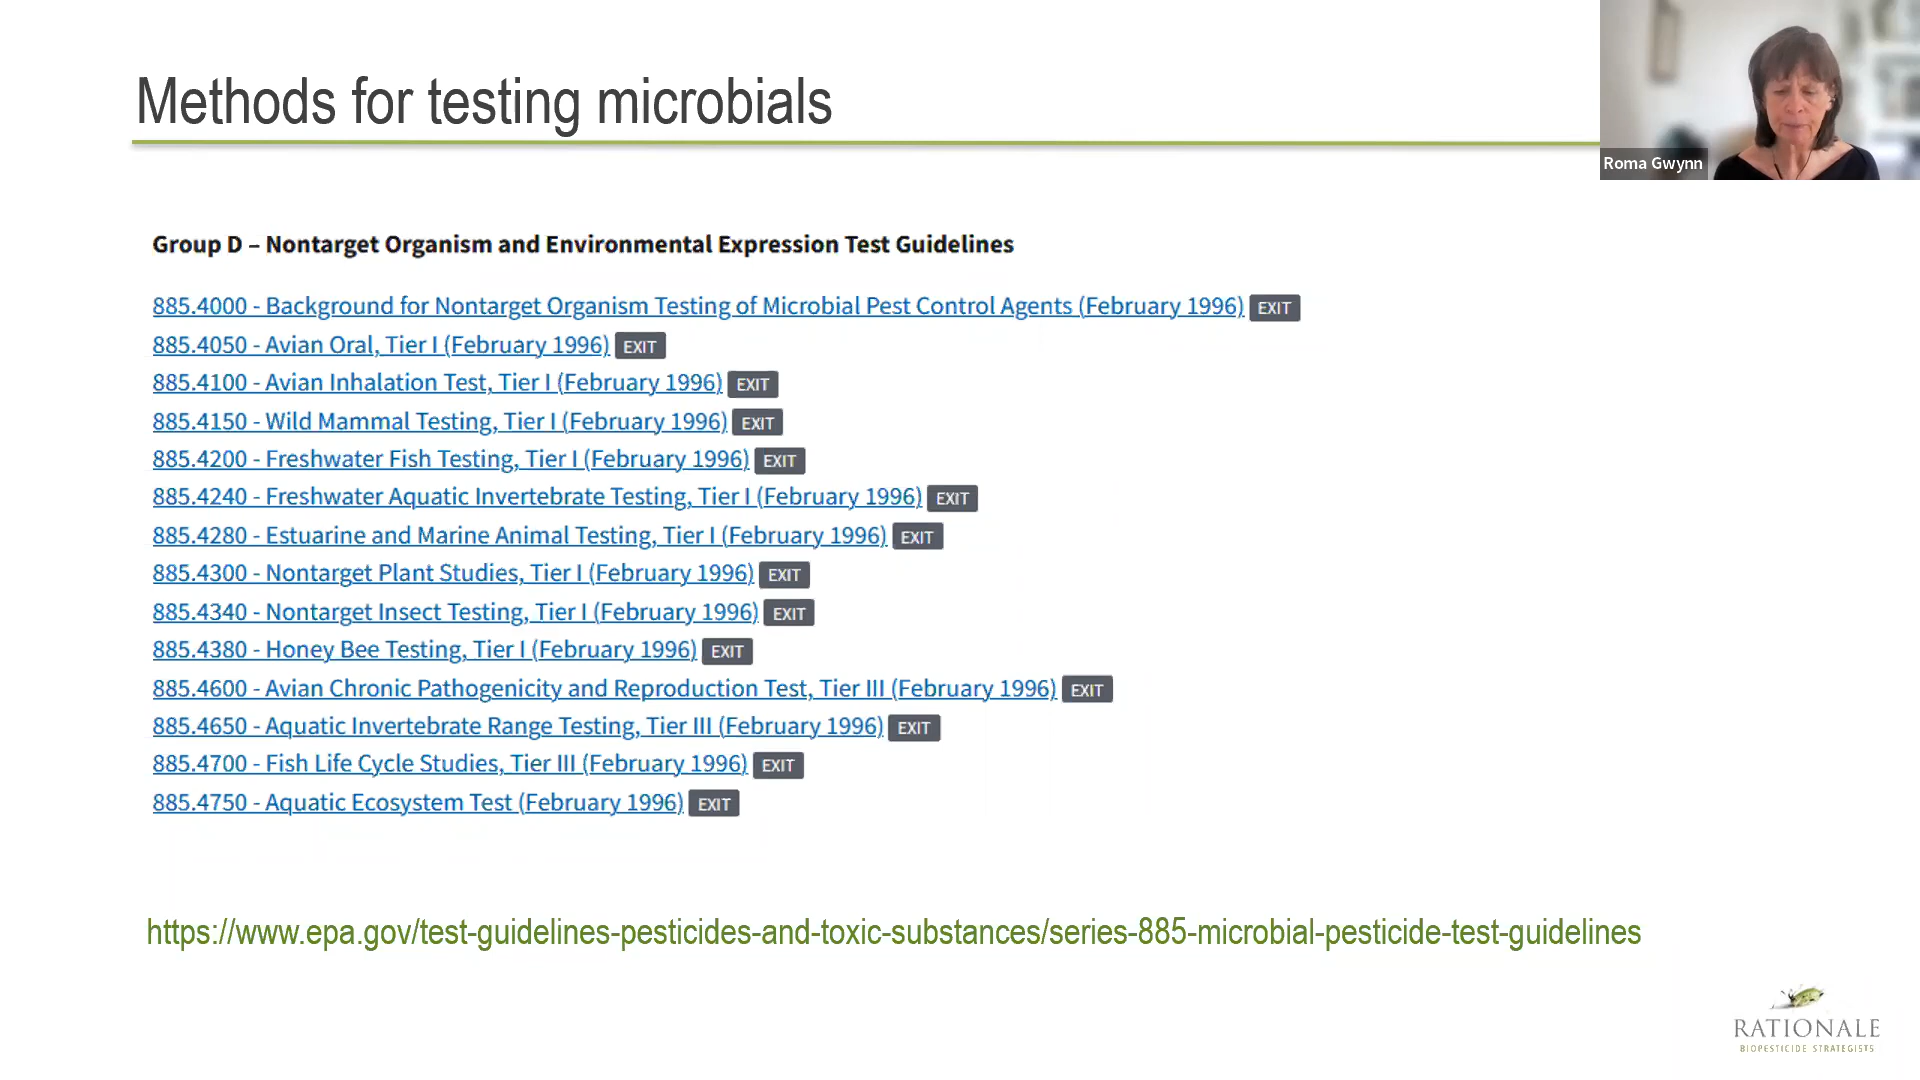 Methods for testing microbials
Roma Gwynn
Group D – Nontarget Organism and Environmental Expression Test Guidelines
885.4000 - Background for Nontarget Organism Testing of Microbial Pest Control Agents (February 1996) EXIT
885.4050 - Avian Oral, Tier I (February 1996) EXIT
885.4100 - Avian Inhalation Test, Tier I (February 1996) EXIT
885.4150 - Wild Mammal Testing, Tier I (February 1996) EXIT
885.4200 - Freshwater Fish Testing, Tier I (February 1996) EXIT
885.4240 - Freshwater Aquatic Invertebrate Testing, Tier I (February 1996) EXIT
885.4280 - Estuarine and Marine Animal Testing, Tier I (February 1996) EXIT
885.4300 - Nontarget Plant Studies, Tier I (February 1996) EXIT
885.4340 - Nontarget Insect Testing, Tier I (February 1996) EXIT
885.4380 - Honey Bee Testing, Tier I (February 1996) EXIT
885.4600 - Avian Chronic Pathogenicity and Reproduction Test, Tier III (February 1996) EXIT
885.4650 - Aquatic Invertebrate Range Testing, Tier III (February 1996) EXIT
885.4700 - Fish Life Cycle Studies, Tier III (February 1996) EXIT
885.4750 - Aquatic Ecosystem Test (February 1996) EXIT
https://www.epa.gov/test-guidelines-pesticides-and-toxic-substances/series-885-microbial-pesticide-test-guidelines
RATIONALE
BIOPESTICIDE STRATEGISTS